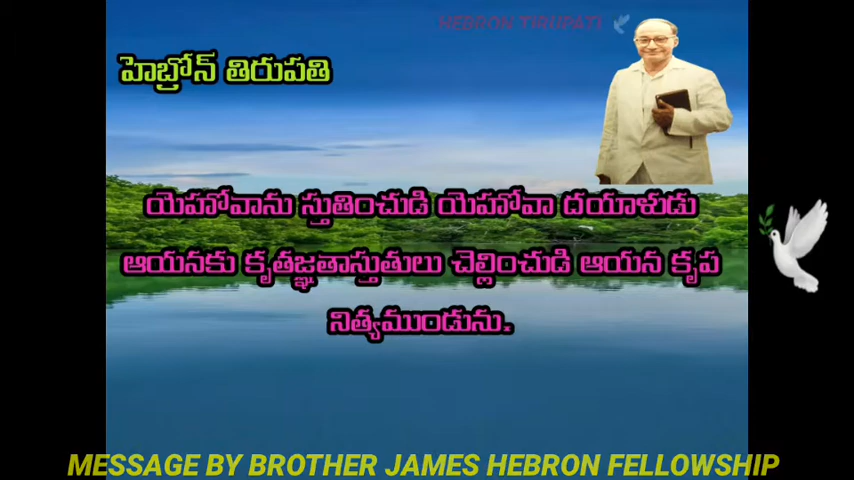 HEBRON TIRUPATI
హెబ్రోన్ తిరుపతి
యెహోవాను స్తుతించుడి యెహోవా దయాళుడు
ఆయనకు కృతజ్ఞతాస్తుతులు చెల్లించుడి ఆయన కృప
నిత్యముండును.
MESSAGE BY BROTHER JAMES HEBRON FELLOWSHIP